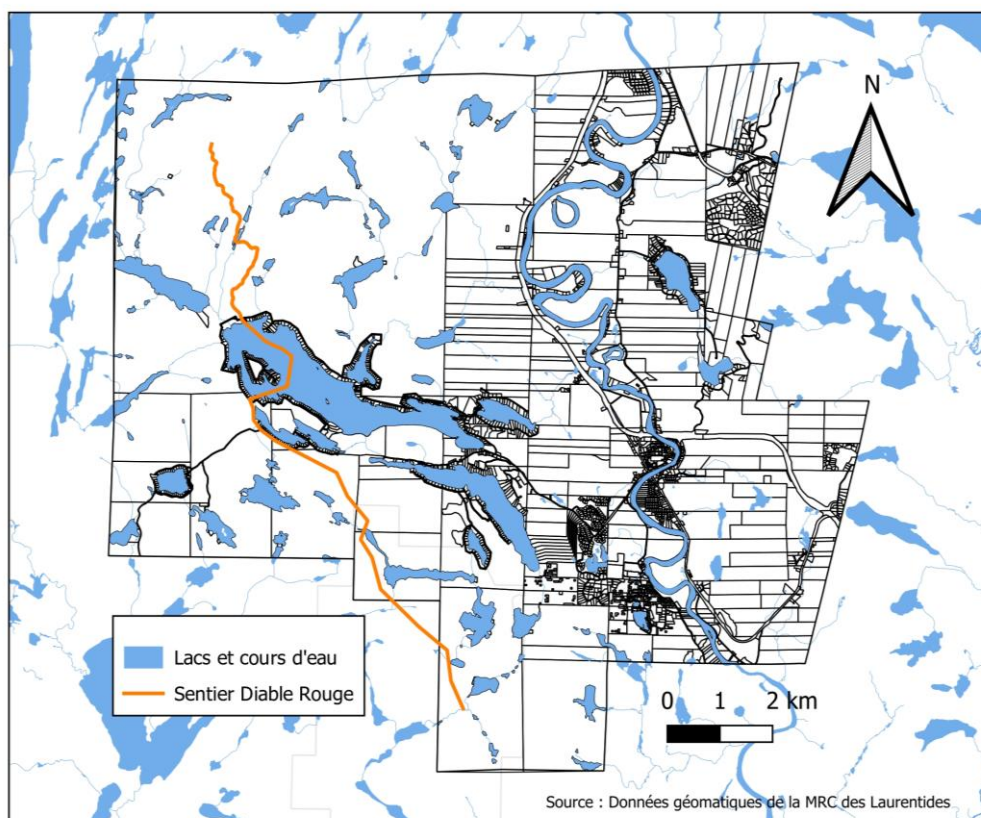 N
Lacs et cours d'eau
Sentier Diable Rouge
0 1 2 km
Source : Données géomatiques de la MRC des Laurentides